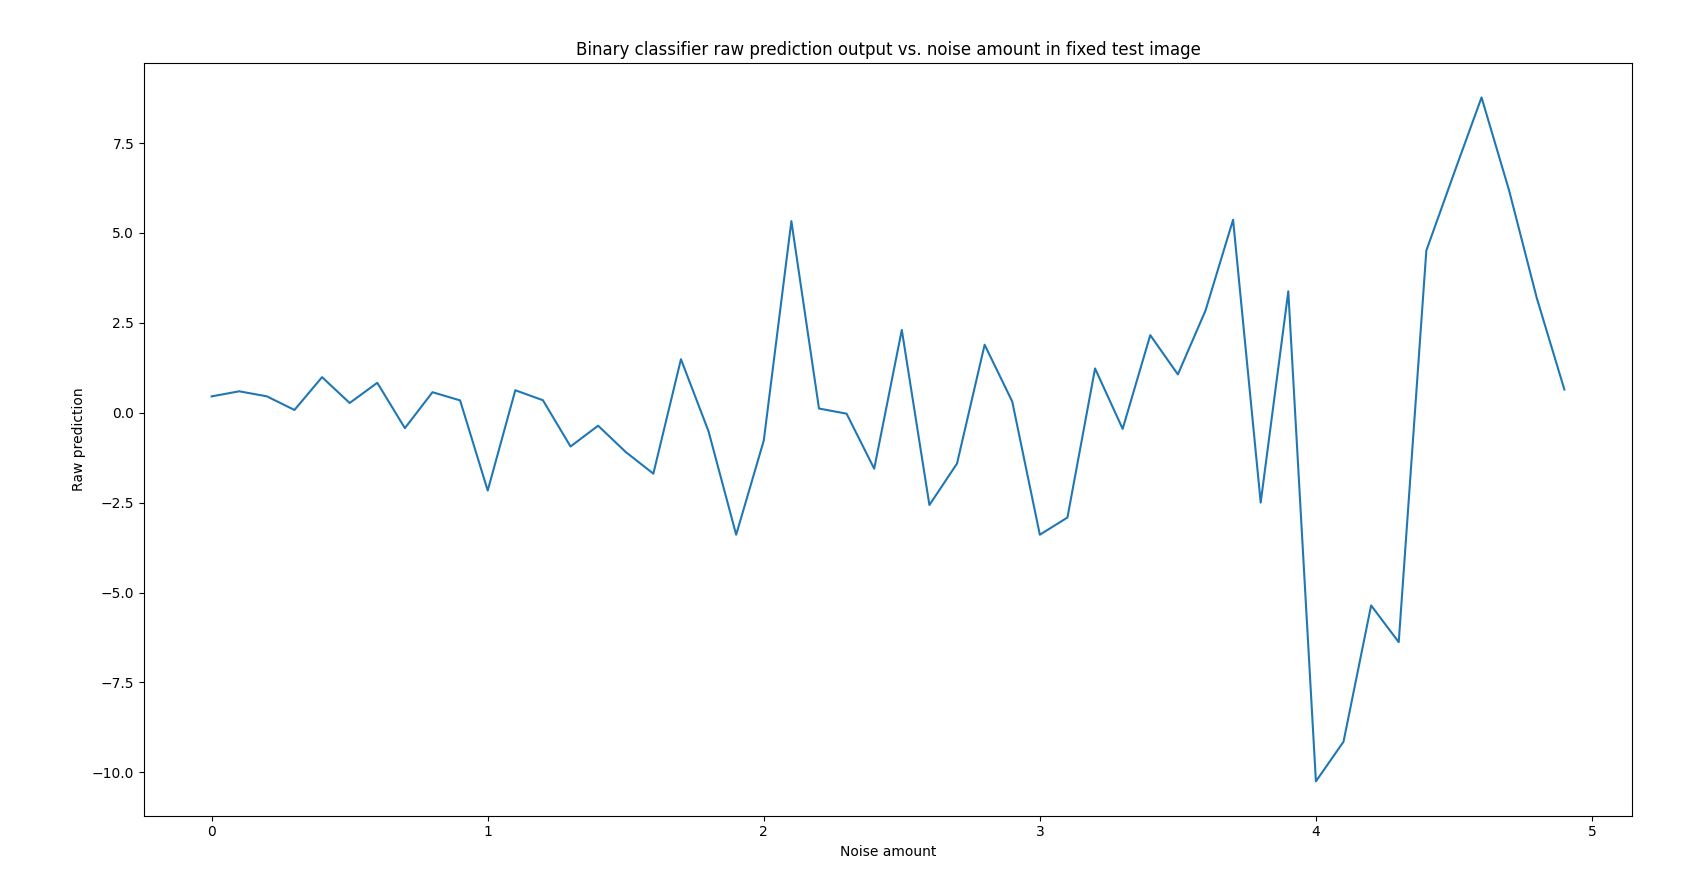 Binary classifier raw prediction output vs. noise amount in fixed test image
7.5
5.0
2.5
0.0
−2.5
−5.0
−7.5
−10.0
Raw prediction
0 1 2 3 4 5
Noise amount